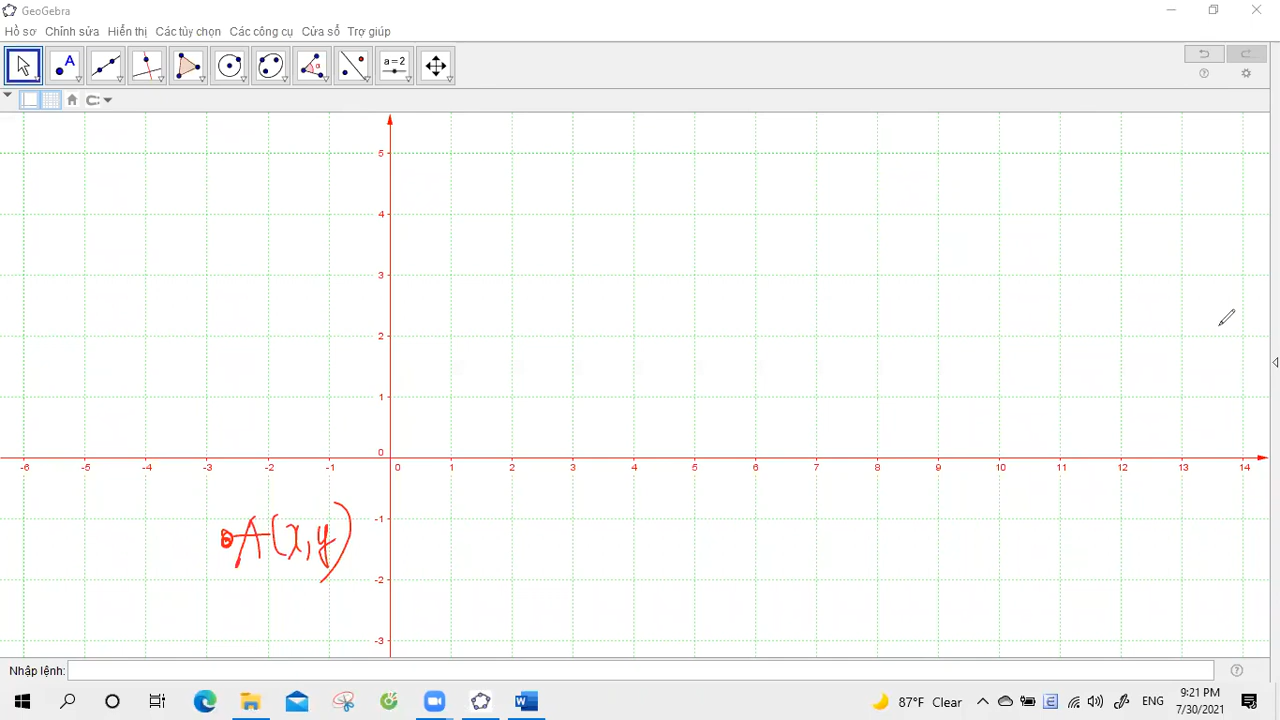 GeoGebra
Hồ sơ Chỉnh sửa Hiển thị Các tùy chọn Các công cụ Cửa sổ Trợ giúp
A α a = 2
5
4
3
2
1
0
-6 -5 -4 -3 -2 -1 0 1 2 3 4 5 6 7 8 9 10 11 12 13 14
-1
A(x,y)
-2
-3
Nhập lệnh:
87°F Clear ENG 9:21 PM
7/30/2021